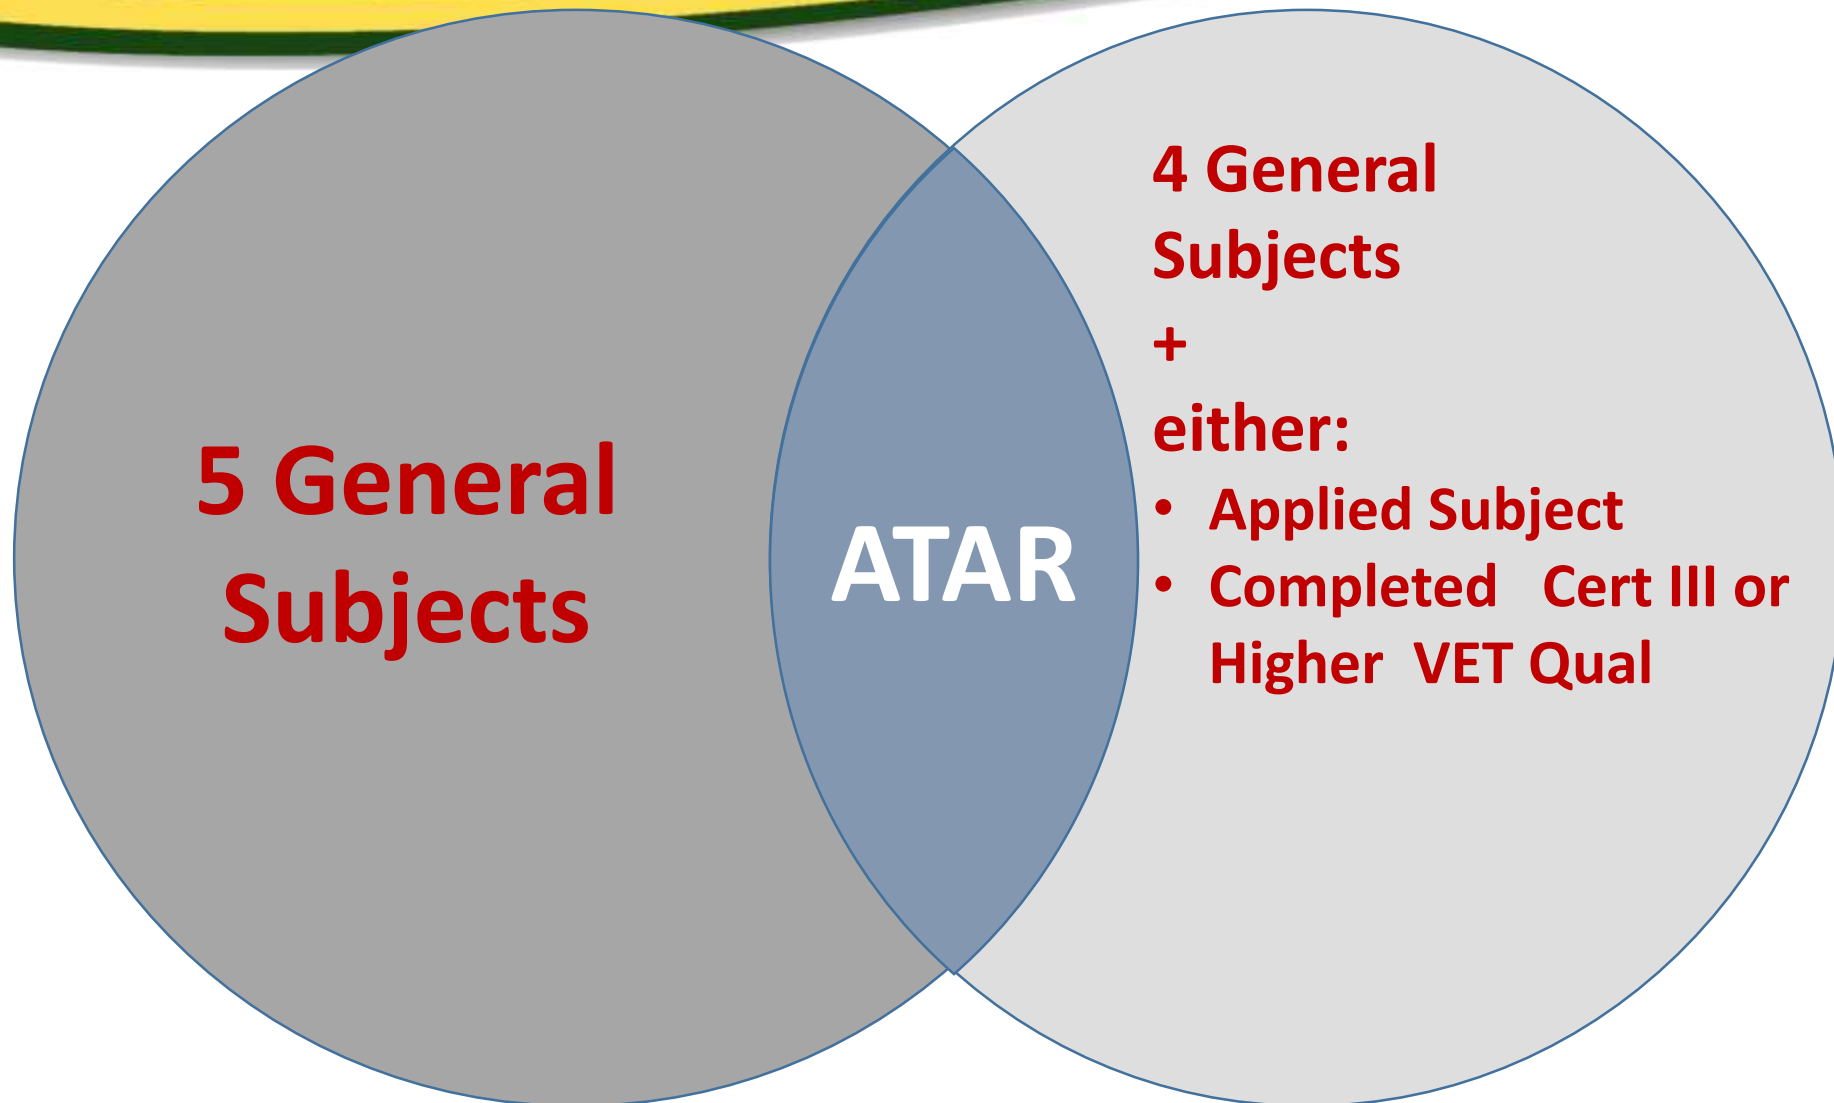 5 General
Subjects
ATAR
4 General
Subjects
+
either:
• Applied Subject
• Completed Cert III or
Higher VET Qual